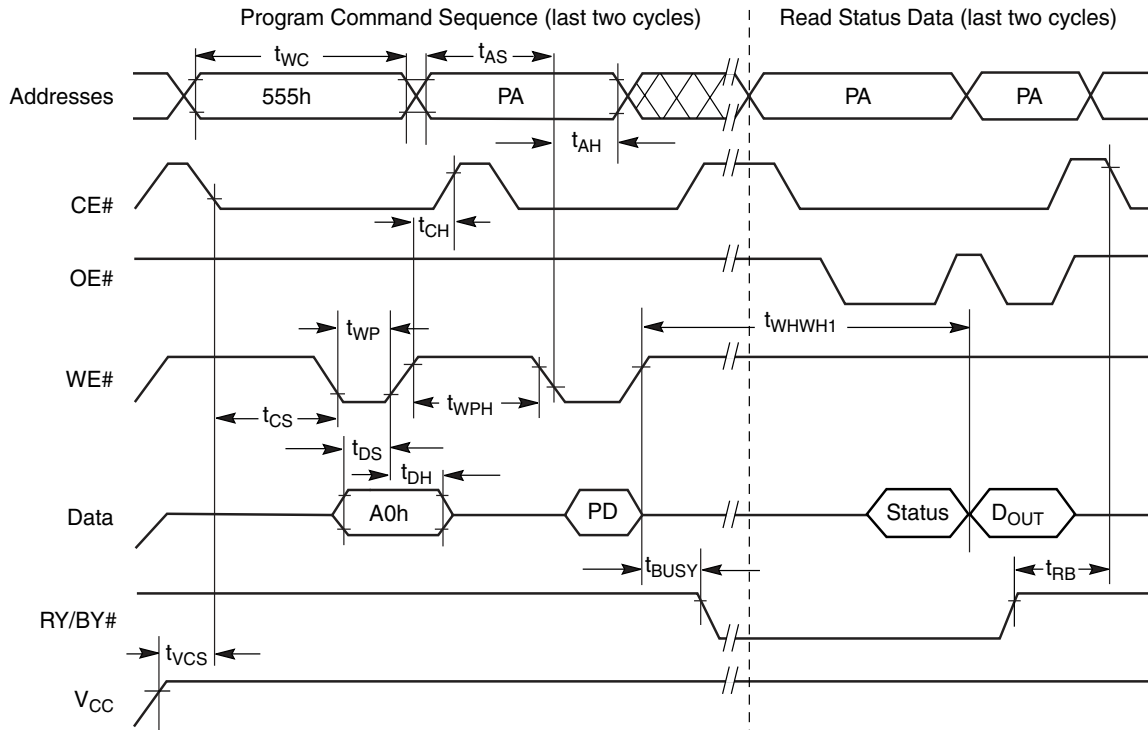 Program Command Sequence (last two cycles)
Read Status Data (last two cycles)
tWC
tAS
Addresses
555h
PA
PA
PA
tAH
CE#
tCH
OE#
tWHWH1
tWP
WE#
tCS
tWPH
tDS
tDH
Data
A0h
PD
Status
DOUT
tBUSY
tRB
RY/BY#
tVCS
VCC